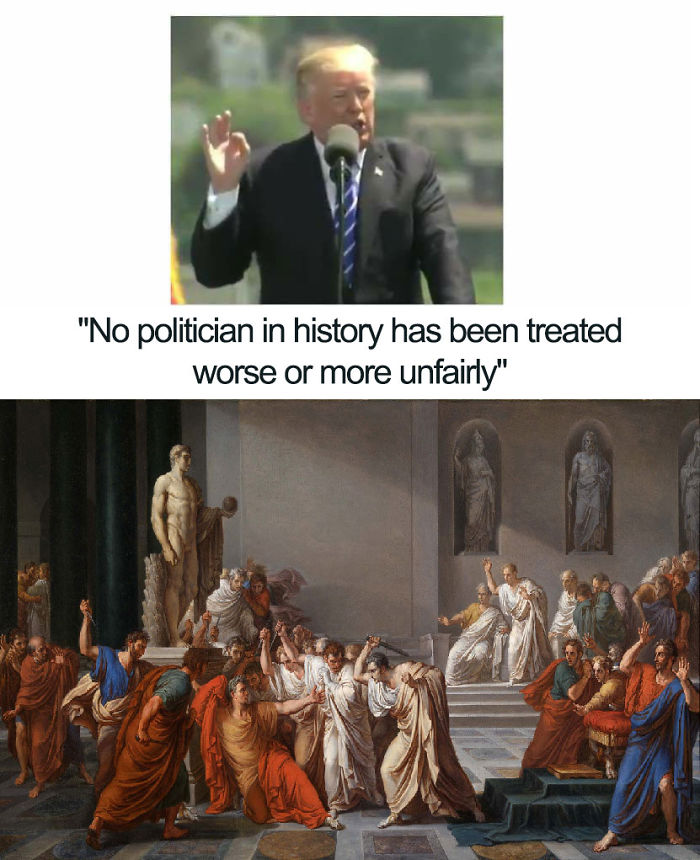 "No politician in history has been treated
worse or more unfairly"